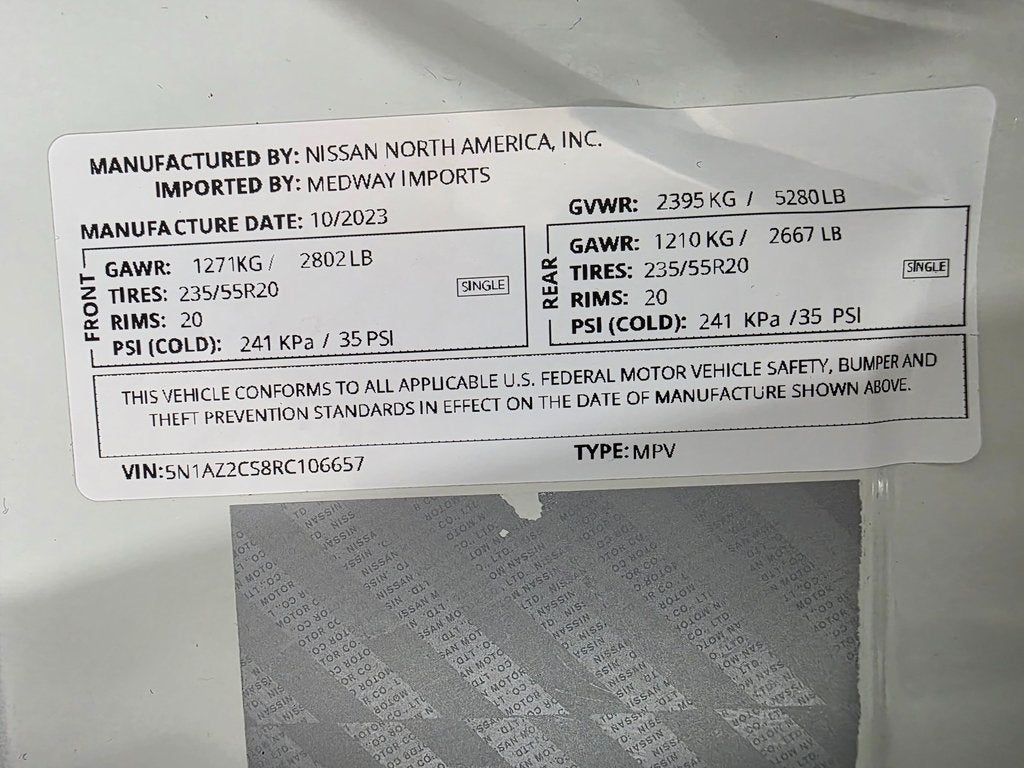 MANUFACTURED BY: NISSAN NORTH AMERICA, INC.
IMPORTED BY: MEDWAY IMPORTS
MANUFACTURE DATE: 10/2023
GVWR: 2395 KG / 5280 LB
FRONT
GAWR: 1271KG / 2802 LB
TIRES: 235/55R20
SINGLE
RIMS: 20
PSI (COLD): 241 KPa / 35 PSI
REAR
GAWR: 1210 KG / 2667 LB
TIRES: 235/55R20
SINGLE
RIMS: 20
PSI (COLD): 241 KPa /35 PSI
THIS VEHICLE CONFORMS TO ALL APPLICABLE U.S. FEDERAL MOTOR VEHICLE SAFETY, BUMPER AND
THEFT PREVENTION STANDARDS IN EFFECT ON THE DATE OF MANUFACTURE SHOWN ABOVE.
VIN:5N1AZ2CS8RC106657
TYPE: MPV